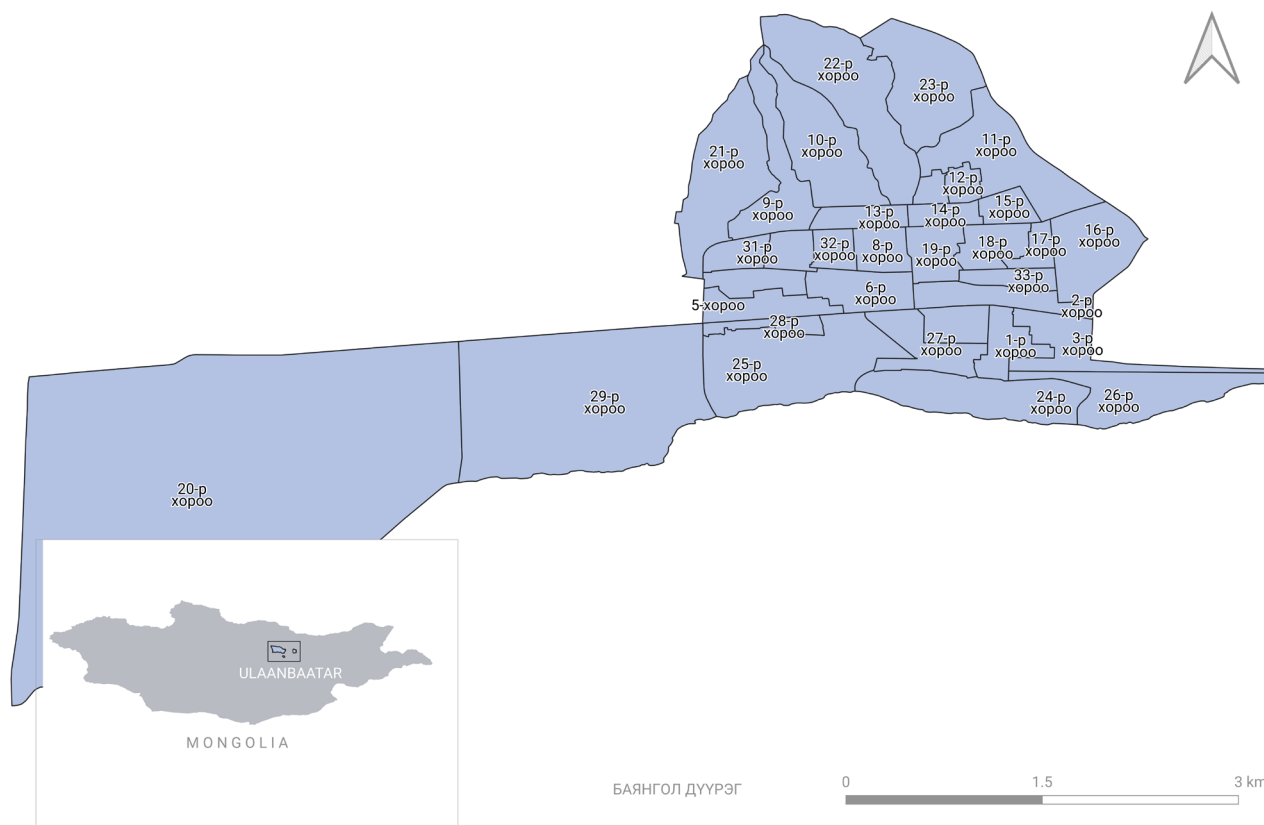 22-р
хороо
23-р
хороо
10-р
хороо
11-р
хороо
21-р
хороо
12-р
хороо
9-р
хороо
13-р
хороо
14-р
хороо
15-р
хороо
16-р
хороо
31-р
хороо
32-р
хороо
8-р
хороо
19-р
хороо
18-р
хороо
17-р
хороо
33-р
хороо
6-р
хороо
5-хороо
2-р
хороо
28-р
хороо
27-р
хороо
1-р
хороо
3-р
хороо
25-р
хороо
29-р
хороо
24-р
хороо
26-р
хороо
20-р
хороо
ULAANBAATAR
MONGOLIA
БАЯНГОЛ ДҮҮРЭГ
0 1.5 3 km